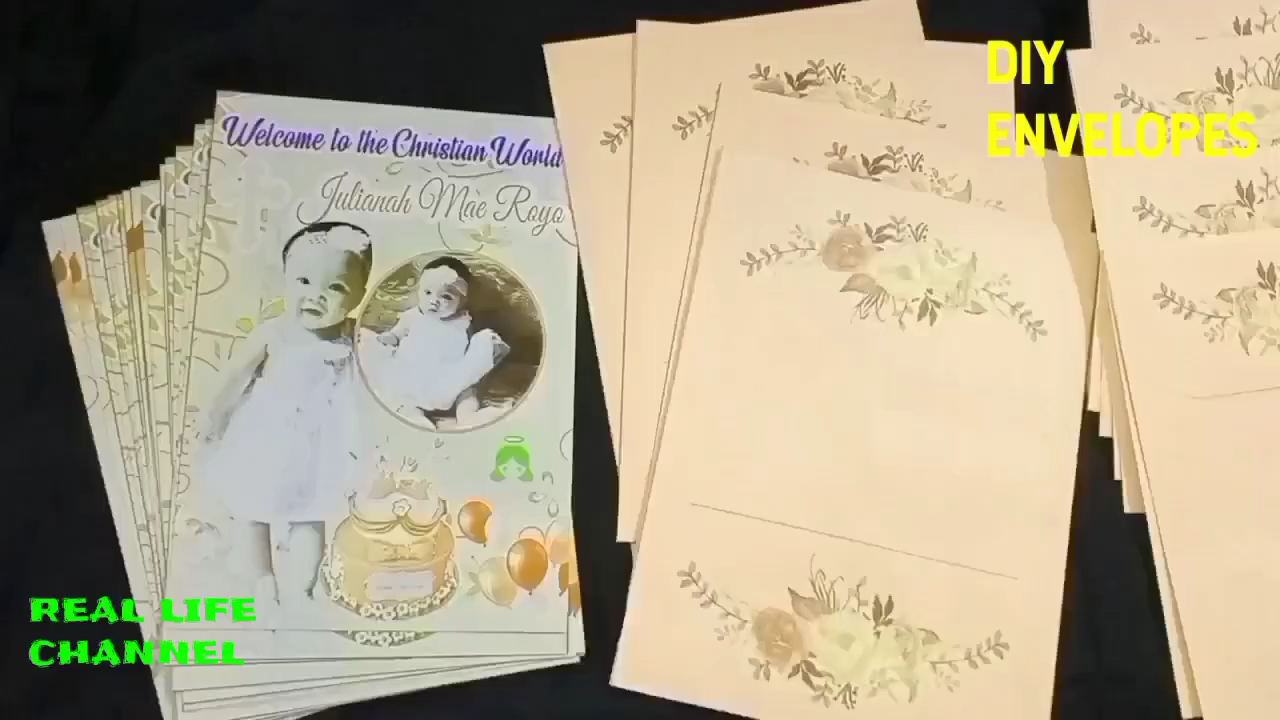 Welcome to the Christian World
Julianah Mae Royo
DIY
ENVELOPES
REAL LIFE
CHANNEL